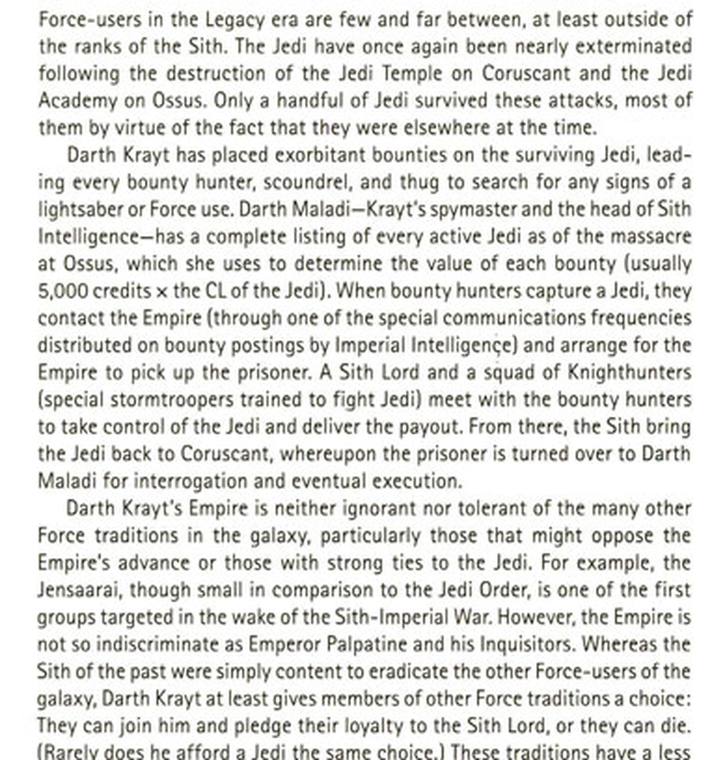 Force-users in the Legacy era are few and far between, at least outside of
the ranks of the Sith. The Jedi have once again been nearly exterminated
following the destruction of the Jedi Temple on Coruscant and the Jedi
Academy on Ossus. Only a handful of Jedi survived these attacks, most of
them by virtue of the fact that they were elsewhere at the time.
Darth Krayt has placed exorbitant bounties on the surviving Jedi, lead-
ing every bounty hunter, scoundrel, and thug to search for any signs of a
lightsaber or Force use. Darth Maladi—Krayt's spymaster and the head of Sith
Intelligence—has a complete listing of every active Jedi as of the massacre
at Ossus, which she uses to determine the value of each bounty (usually
5,000 credits × the CL of the Jedi). When bounty hunters capture a Jedi, they
contact the Empire (through one of the special communications frequencies
distributed on bounty postings by Imperial Intelligence) and arrange for the
Empire to pick up the prisoner. A Sith Lord and a squad of Knighthunters
(special stormtroopers trained to fight Jedi) meet with the bounty hunters
to take control of the Jedi and deliver the payout. From there, the Sith bring
the Jedi back to Coruscant, whereupon the prisoner is turned over to Darth
Maladi for interrogation and eventual execution.
Darth Krayt's Empire is neither ignorant nor tolerant of the many other
Force traditions in the galaxy, particularly those that might oppose the
Empire's advance or those with strong ties to the Jedi. For example, the
Jensaarai, though small in comparison to the Jedi Order, is one of the first
groups targeted in the wake of the Sith-Imperial War. However, the Empire is
not so indiscriminate as Emperor Palpatine and his Inquisitors. Whereas the
Sith of the past were simply content to eradicate the other Force-users of the
galaxy, Darth Krayt at least gives members of other Force traditions a choice:
They can join him and pledge their loyalty to the Sith Lord, or they can die.
(Rarely does he afford a Jedi the same choice.) These traditions have a less